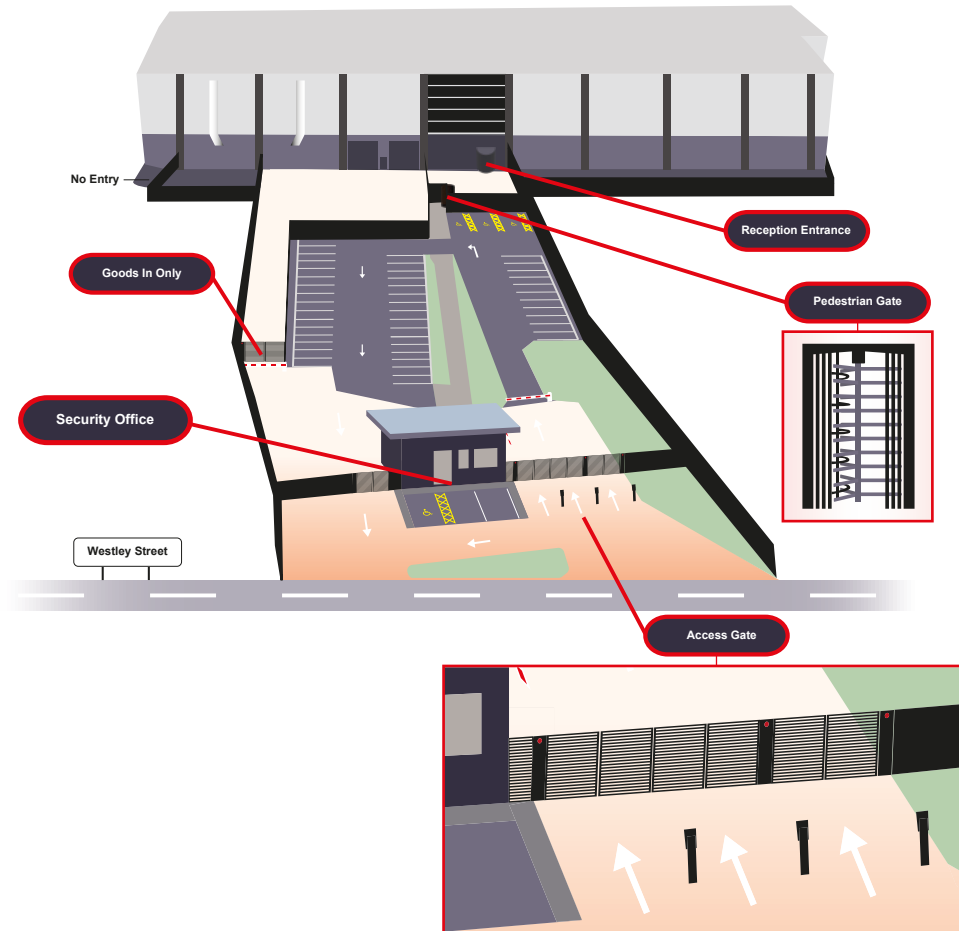 No Entry
Reception Entrance
Goods In Only
Pedestrian Gate
Security Office
Westley Street
Access Gate